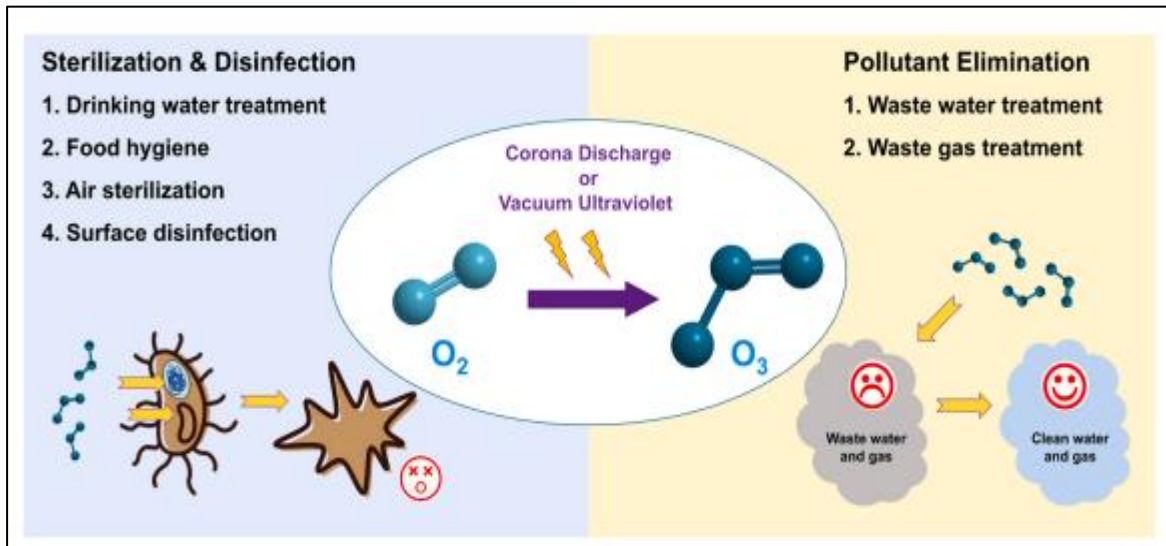 Sterilization & Disinfection
1. Drinking water treatment
2. Food hygiene
3. Air sterilization
4. Surface disinfection
Corona Discharge
or
Vacuum Ultraviolet
O₂
O₃
Pollutant Elimination
1. Waste water treatment
2. Waste gas treatment
Waste water
and gas
Clean water
and gas